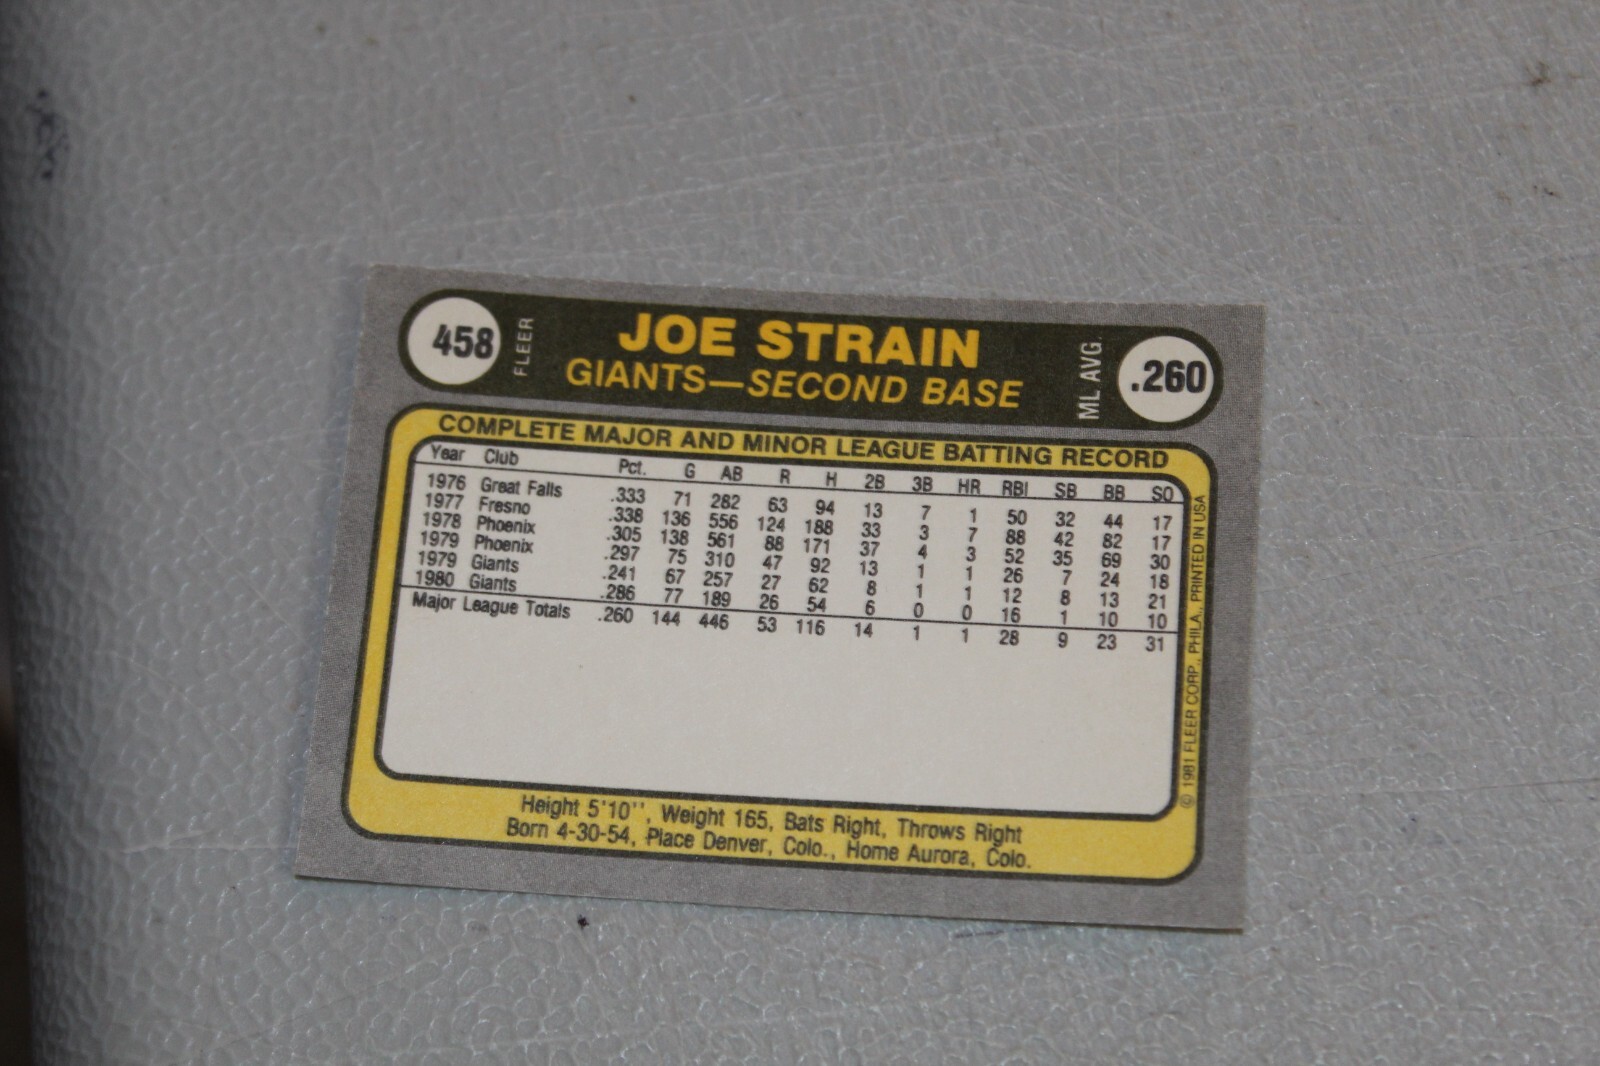 458 FLEER JOE STRAIN ML AVG. .260
GIANTS—SECOND BASE
COMPLETE MAJOR AND MINOR LEAGUE BATTING RECORD
Year Club Pct. G AB R H 2B 3B HR RBI SB BB SO
1976 Great Falls .333 71 282 63 94 13 7 1 50 32 44 17
1977 Fresno .338 136 556 124 188 33 3 7 88 42 82 17
1978 Phoenix .305 138 561 88 171 37 4 3 52 35 69 30
1979 Phoenix .297 75 310 47 92 13 1 1 26 7 24 18
1979 Giants .241 67 257 27 62 8 1 1 12 8 13 21
1980 Giants .286 77 189 26 54 6 0 0 16 1 10 10
Major League Totals .260 144 446 53 116 14 1 1 28 9 23 31
© 1981 FLEER CORP., PHILA., PRINTED IN USA
Height 5'10'', Weight 165, Bats Right, Throws Right
Born 4-30-54, Place Denver, Colo., Home Aurora, Colo.